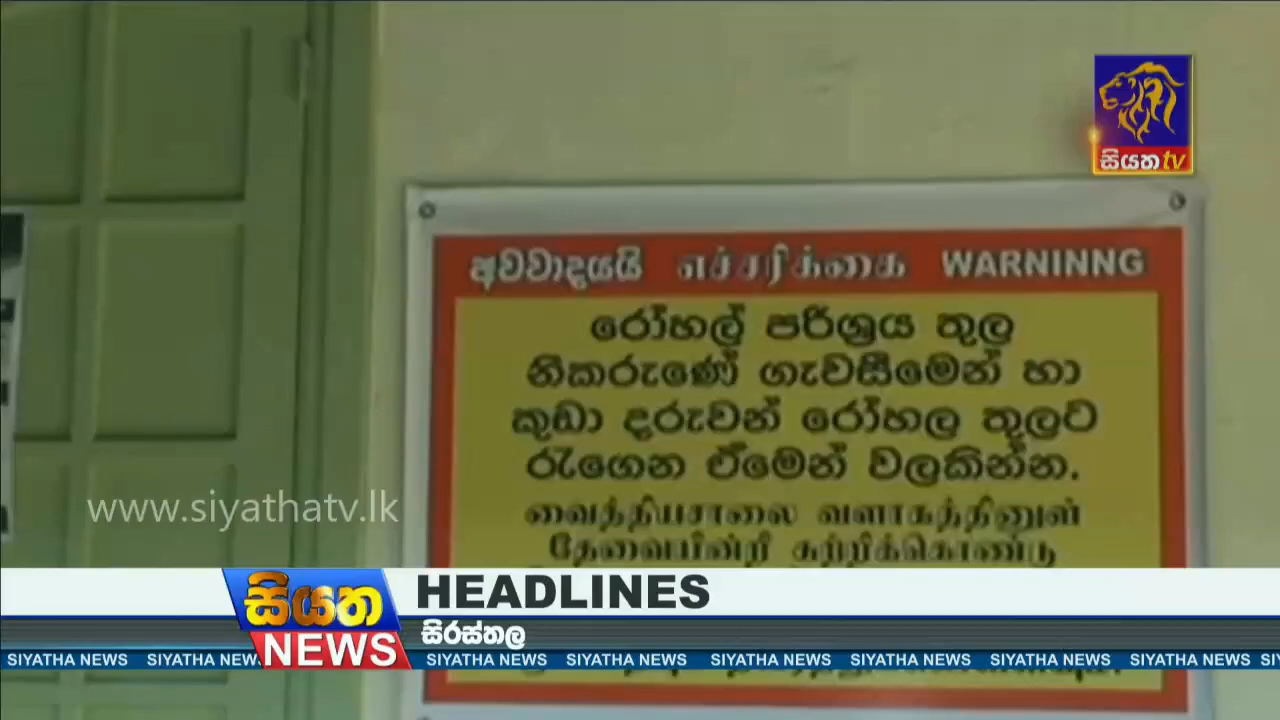 සියත tv
අවවාදයයි எச்சரிக்கை WARNINNG
රෝහල් පරිශ්‍රය තුල
නිකරුණේ ගැවසීමෙන් හා
කුඩා දරුවන් රෝහල තුලට
රැගෙන ඒමෙන් වලකින්න.
வைத்தியசாலை வளாகத்தினுள்
தேவையின்றி சுற்றிக்கொண்டு
www.siyathatv.lk
සියත NEWS
HEADLINES
සිරස්තල
SIYATHA NEWS SIYATHA NEWS SIYATHA NEWS SIYATHA NEWS SIYATHA NEWS SIYATHA NEWS SIYATHA NEWS SIYATHA NEWS